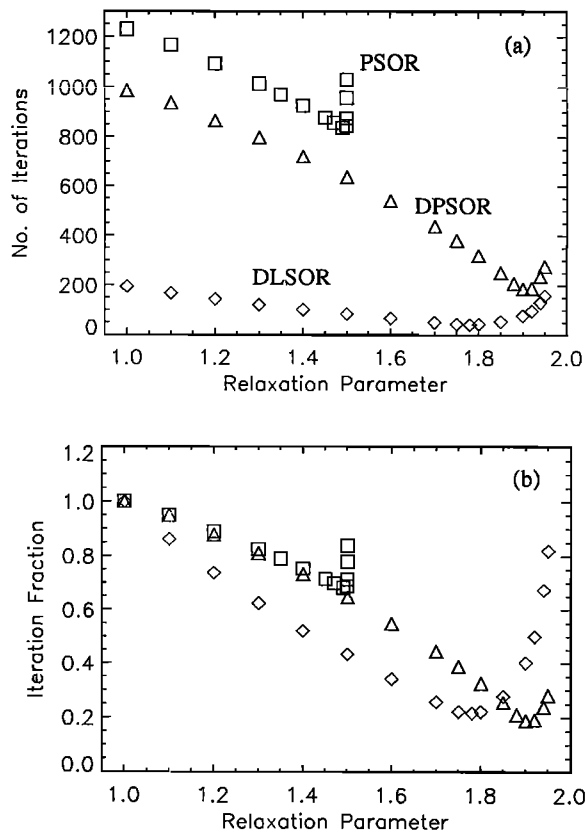 (a)
PSOR
DPSOR
DLSOR
No. of Iterations
1200
1000
800
600
400
200
0
1.0 1.2 1.4 1.6 1.8 2.0
Relaxation Parameter
(b)
Iteration Fraction
1.2
1.0
0.8
0.6
0.4
0.2
0.0
1.0 1.2 1.4 1.6 1.8 2.0
Relaxation Parameter